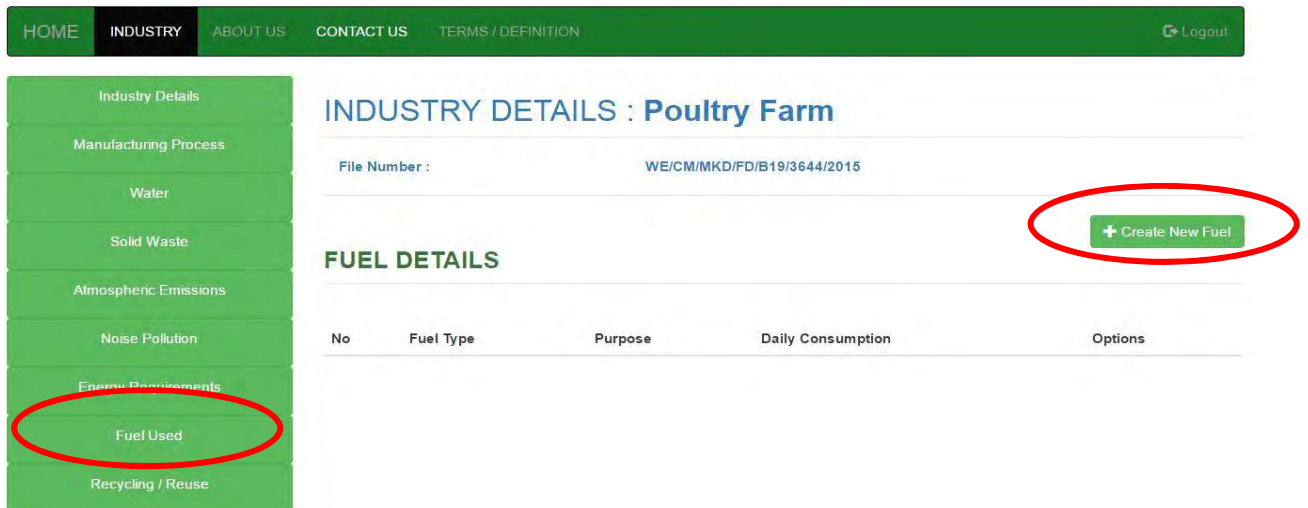 HOME INDUSTRY ABOUT US CONTACT US TERMS / DEFINITION Logout
Industry Details
Manufacturing Process
Water
Solid Waste
Atmospheric Emissions
Noise Pollution
Energy Requirements
Fuel Used
Recycling / Reuse
INDUSTRY DETAILS : Poultry Farm
File Number : WE/CM/MKD/FD/B19/3644/2015
+ Create New Fuel
FUEL DETAILS
No Fuel Type Purpose Daily Consumption Options